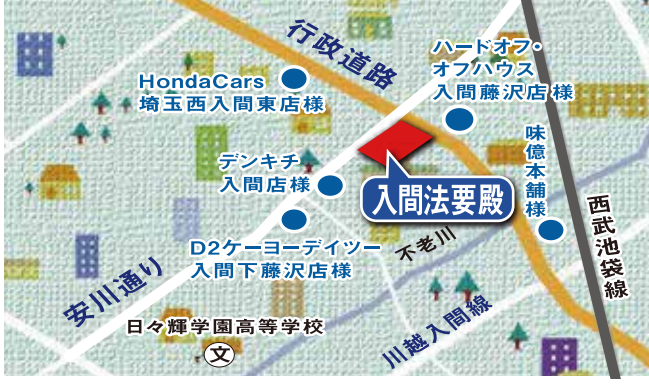 行政道路
ハードオフ・
オフハウス
入間藤沢店様
HondaCars
埼玉西入間東店様
味億本舗様
デンキチ
入間店様
入間法要殿
西武池袋線
不老川
D2ケーヨーデイツー
入間下藤沢店様
安川通り
川越入間線
日々輝学園高等学校
文